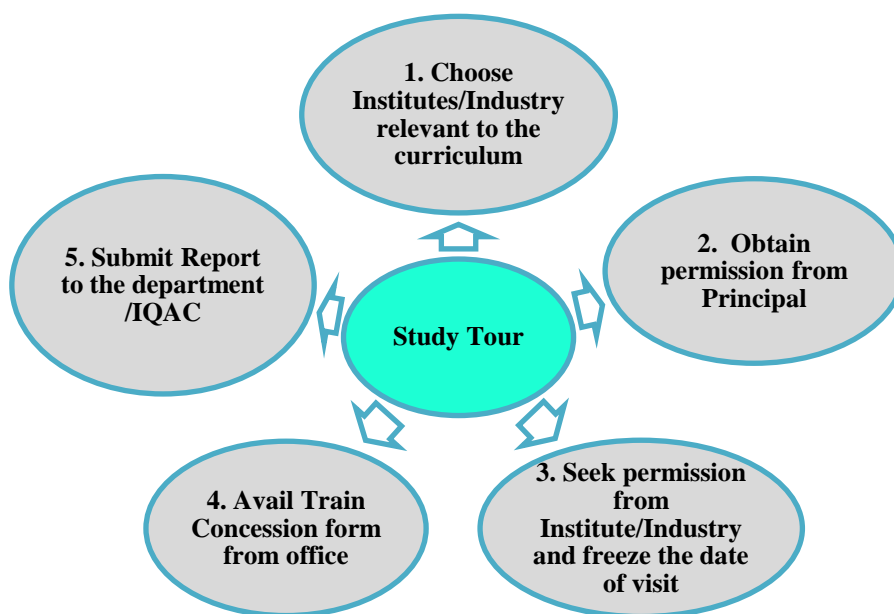 1. Choose
Institutes/Industry
relevant to the
curriculum
2. Obtain
permission from
Principal
3. Seek permission
from
Institute/Industry
and freeze the date
of visit
4. Avail Train
Concession form
from office
5. Submit Report
to the department
/IQAC
Study Tour